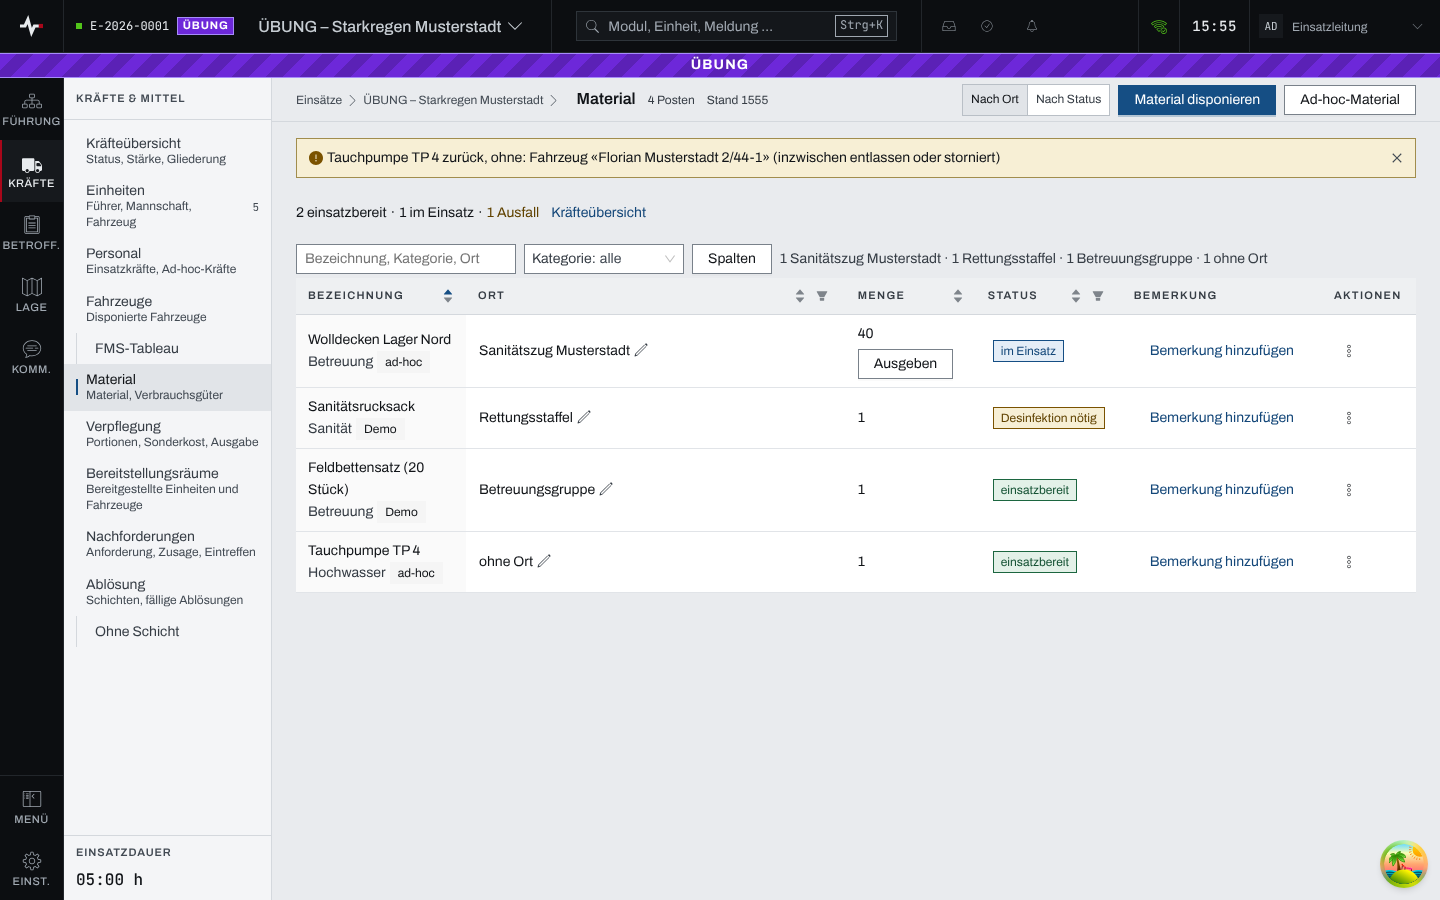 E-2026-0001 ÜBUNG ÜBUNG – Starkregen Musterstadt Modul, Einheit, Meldung ... Strg+K 15:55 AD Einsatzleitung
ÜBUNG
FÜHRUNG
KRÄFTE
BETROFF.
LAGE
KOMM.
MENÜ
EINST.
KRÄFTE & MITTEL
Kräfteübersicht
Status, Stärke, Gliederung
Einheiten
Führer, Mannschaft,
Fahrzeug
5
Personal
Einsatzkräfte, Ad-hoc-Kräfte
Fahrzeuge
Disponierte Fahrzeuge
FMS-Tableau
Material
Material, Verbrauchsgüter
Verpflegung
Portionen, Sonderkost, Ausgabe
Bereitstellungsräume
Bereitgestellte Einheiten und
Fahrzeuge
Nachforderungen
Anforderung, Zusage, Eintreffen
Ablösung
Schichten, fällige Ablösungen
Ohne Schicht
EINSATZDAUER
05:00 h
Einsätze ÜBUNG – Starkregen Musterstadt Material 4 Posten Stand 1555 Nach Ort Nach Status Material disponieren Ad-hoc-Material
Tauchpumpe TP 4 zurück, ohne: Fahrzeug «Florian Musterstadt 2/44-1» (inzwischen entlassen oder storniert)
2 einsatzbereit · 1 im Einsatz · 1 Ausfall Kräfteübersicht
Bezeichnung, Kategorie, Ort Kategorie: alle Spalten 1 Sanitätszug Musterstadt · 1 Rettungsstaffel · 1 Betreuungsgruppe · 1 ohne Ort
BEZEICHNUNG ORT MENGE STATUS BEMERKUNG AKTIONEN
Wolldecken Lager Nord
Betreuung ad-hoc
Sanitätszug Musterstadt
40
Ausgeben
im Einsatz
Bemerkung hinzufügen
Sanitätsrucksack
Sanität Demo
Rettungsstaffel
1
Desinfektion nötig
Bemerkung hinzufügen
Feldbettensatz (20
Stück)
Betreuung Demo
Betreuungsgruppe
1
einsatzbereit
Bemerkung hinzufügen
Tauchpumpe TP 4
Hochwasser ad-hoc
ohne Ort
1
einsatzbereit
Bemerkung hinzufügen